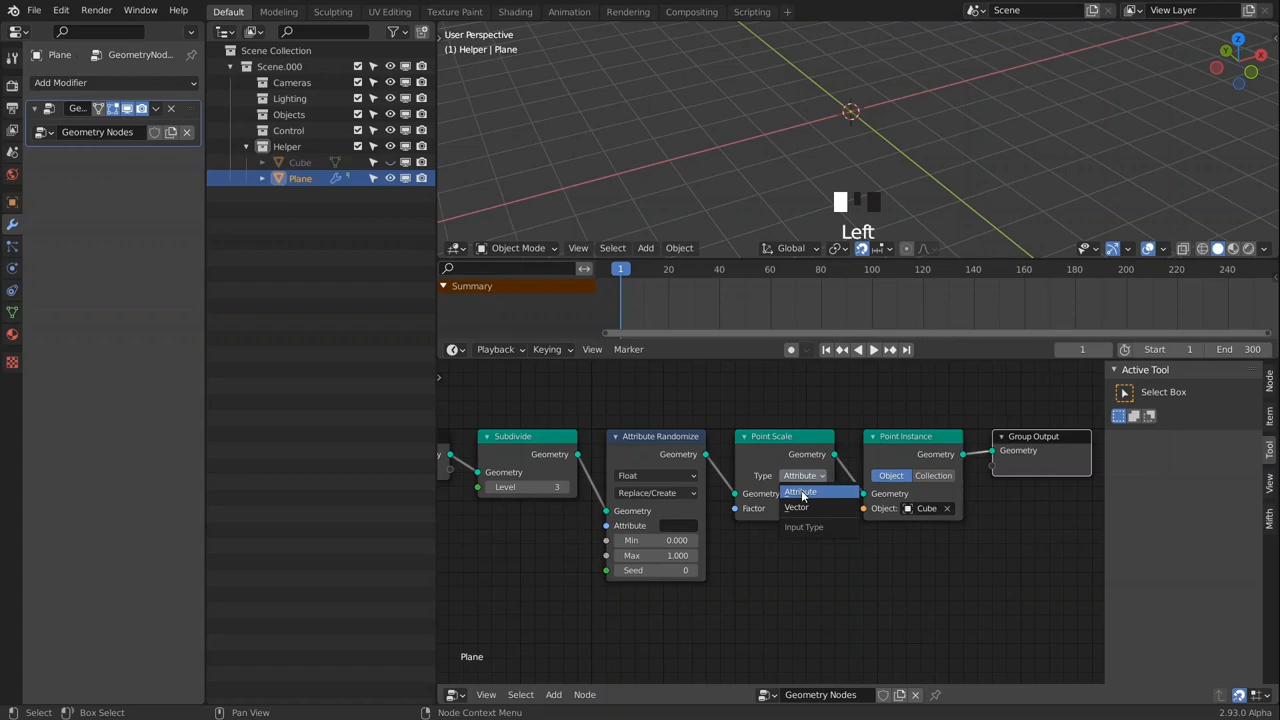 File Edit Render Window Help
Default Modeling Sculpting UV Editing Texture Paint Shading Animation Rendering Compositing Scripting +
Scene
View Layer
Plane
GeometryNod...
Add Modifier
Ge...
Geometry Nodes
Scene Collection
Scene.000
Cameras
Lighting
Objects
Control
Helper
Cube
Plane
User Perspective
(1) Helper | Plane
X
Y
Z
Left
Object Mode View Select Add Object
Global
1 20 40 60 80 100 120 140 160 180 200 220 240
Summary
Playback Keying View Marker
1
Start 1
End 300
Subdivide
Geometry
Geometry
Level 3
Attribute Randomize
Geometry
Float
Replace/Create
Geometry
Attribute
Min 0.000
Max 1.000
Seed 0
Point Scale
Geometry
Type Attribute
Geometry
Factor
Attribute
Vector
Input Type
Point Instance
Geometry
Object Collection
Geometry
Object: Cube
Group Output
Geometry
Active Tool
Select Box
Node
Item
Tool
View
Plane
View Select Add Node
Geometry Nodes
Select
Box Select
Pan View
Node Context Menu
2.93.0 Alpha